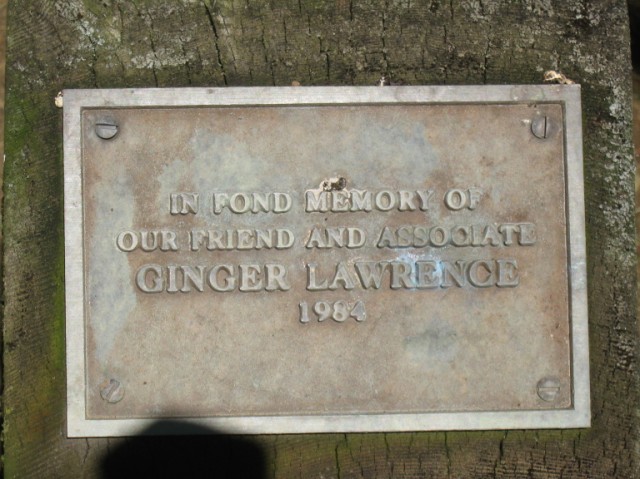 IN FOND MEMORY OF
OUR FRIEND AND ASSOCIATE
GINGER LAWRENCE
1984